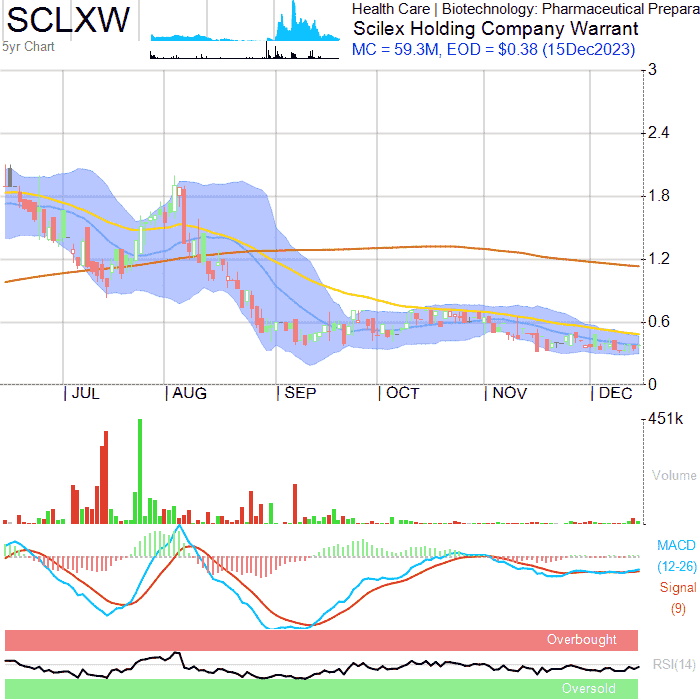 SCLXW
Health Care | Biotechnology: Pharmaceutical Prepara
Scilex Holding Company Warrant
5yr Chart
MC = 59.3M, EOD = $0.38 (15Dec2023)
3
2.4
1.8
1.2
0.6
0
JUL AUG SEP OCT NOV DEC
451k
Volume
MACD
(12-26)
Signal
(9)
Overbought
RSI(14)
Oversold